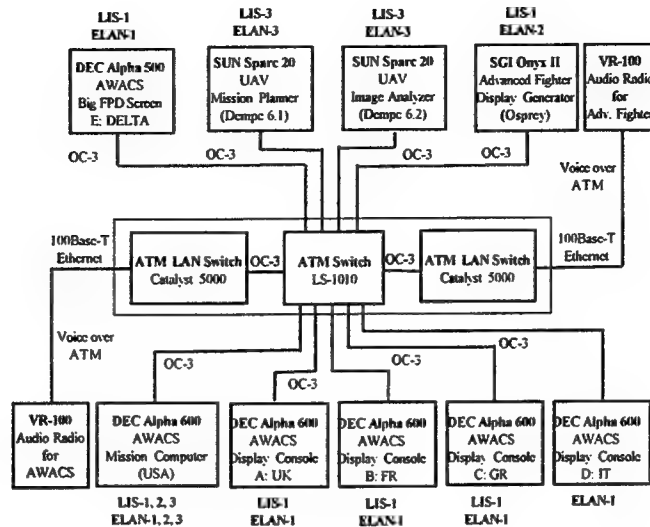 LIS-1
ELAN-1
LIS-3
ELAN-3
LIS-3
ELAN-3
LIS-1
ELAN-2
DEC Alpha 500
AWACS
Big FPD Screen
E: DELTA
SUN Sparc 20
UAV
Mission Planner
(Dempc 6.1)
SUN Sparc 20
UAV
Image Analyzer
(Dempc 6.2)
SGI Onyx II
Advanced Fighter
Display Generator
(Osprey)
VR-100
Audio Radio
for
Adv. Fighter
OC-3
OC-3
OC-3
OC-3
Voice over
ATM
100Base-T
Ethernet
ATM LAN Switch
Catalyst 5000
OC-3
ATM Switch
LS-1010
OC-3
ATM LAN Switch
Catalyst 5000
100Base-T
Ethernet
Voice over
ATM
OC-3
OC-3
OC-3
OC-3
OC-3
VR-100
Audio Radio
for
AWACS
DEC Alpha 600
AWACS
Mission Computer
(USA)
DEC Alpha 600
AWACS
Display Console
A: UK
DEC Alpha 600
AWACS
Display Console
B: FR
DEC Alpha 600
AWACS
Display Console
C: GR
DEC Alpha 600
AWACS
Display Console
D: IT
LIS-1, 2, 3
ELAN-1, 2, 3
LIS-1
ELAN-1
LIS-1
ELAN-1
LIS-1
ELAN-1
ELAN-1